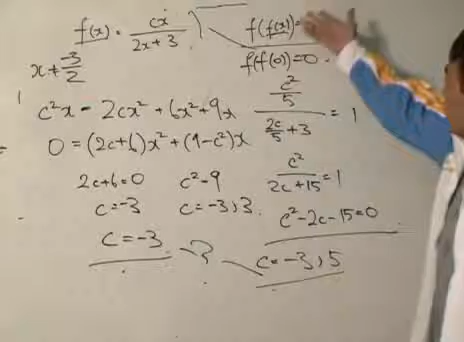 f(x) = cx / 2x+3
f(f(x)) =
x ≠ -3/2
f(f(0)) = 0.
c²x = 2cx² + 6x² + 9x
(c²/5) / (2c/5 + 3) = 1
0 = (2c+6)x² + (9-c²)x
2c+6=0
c²-9
c²/2c+15 = 1
c=-3
c=-3,3.
c²-2c-15=0
c=-3
?
c=-3,5